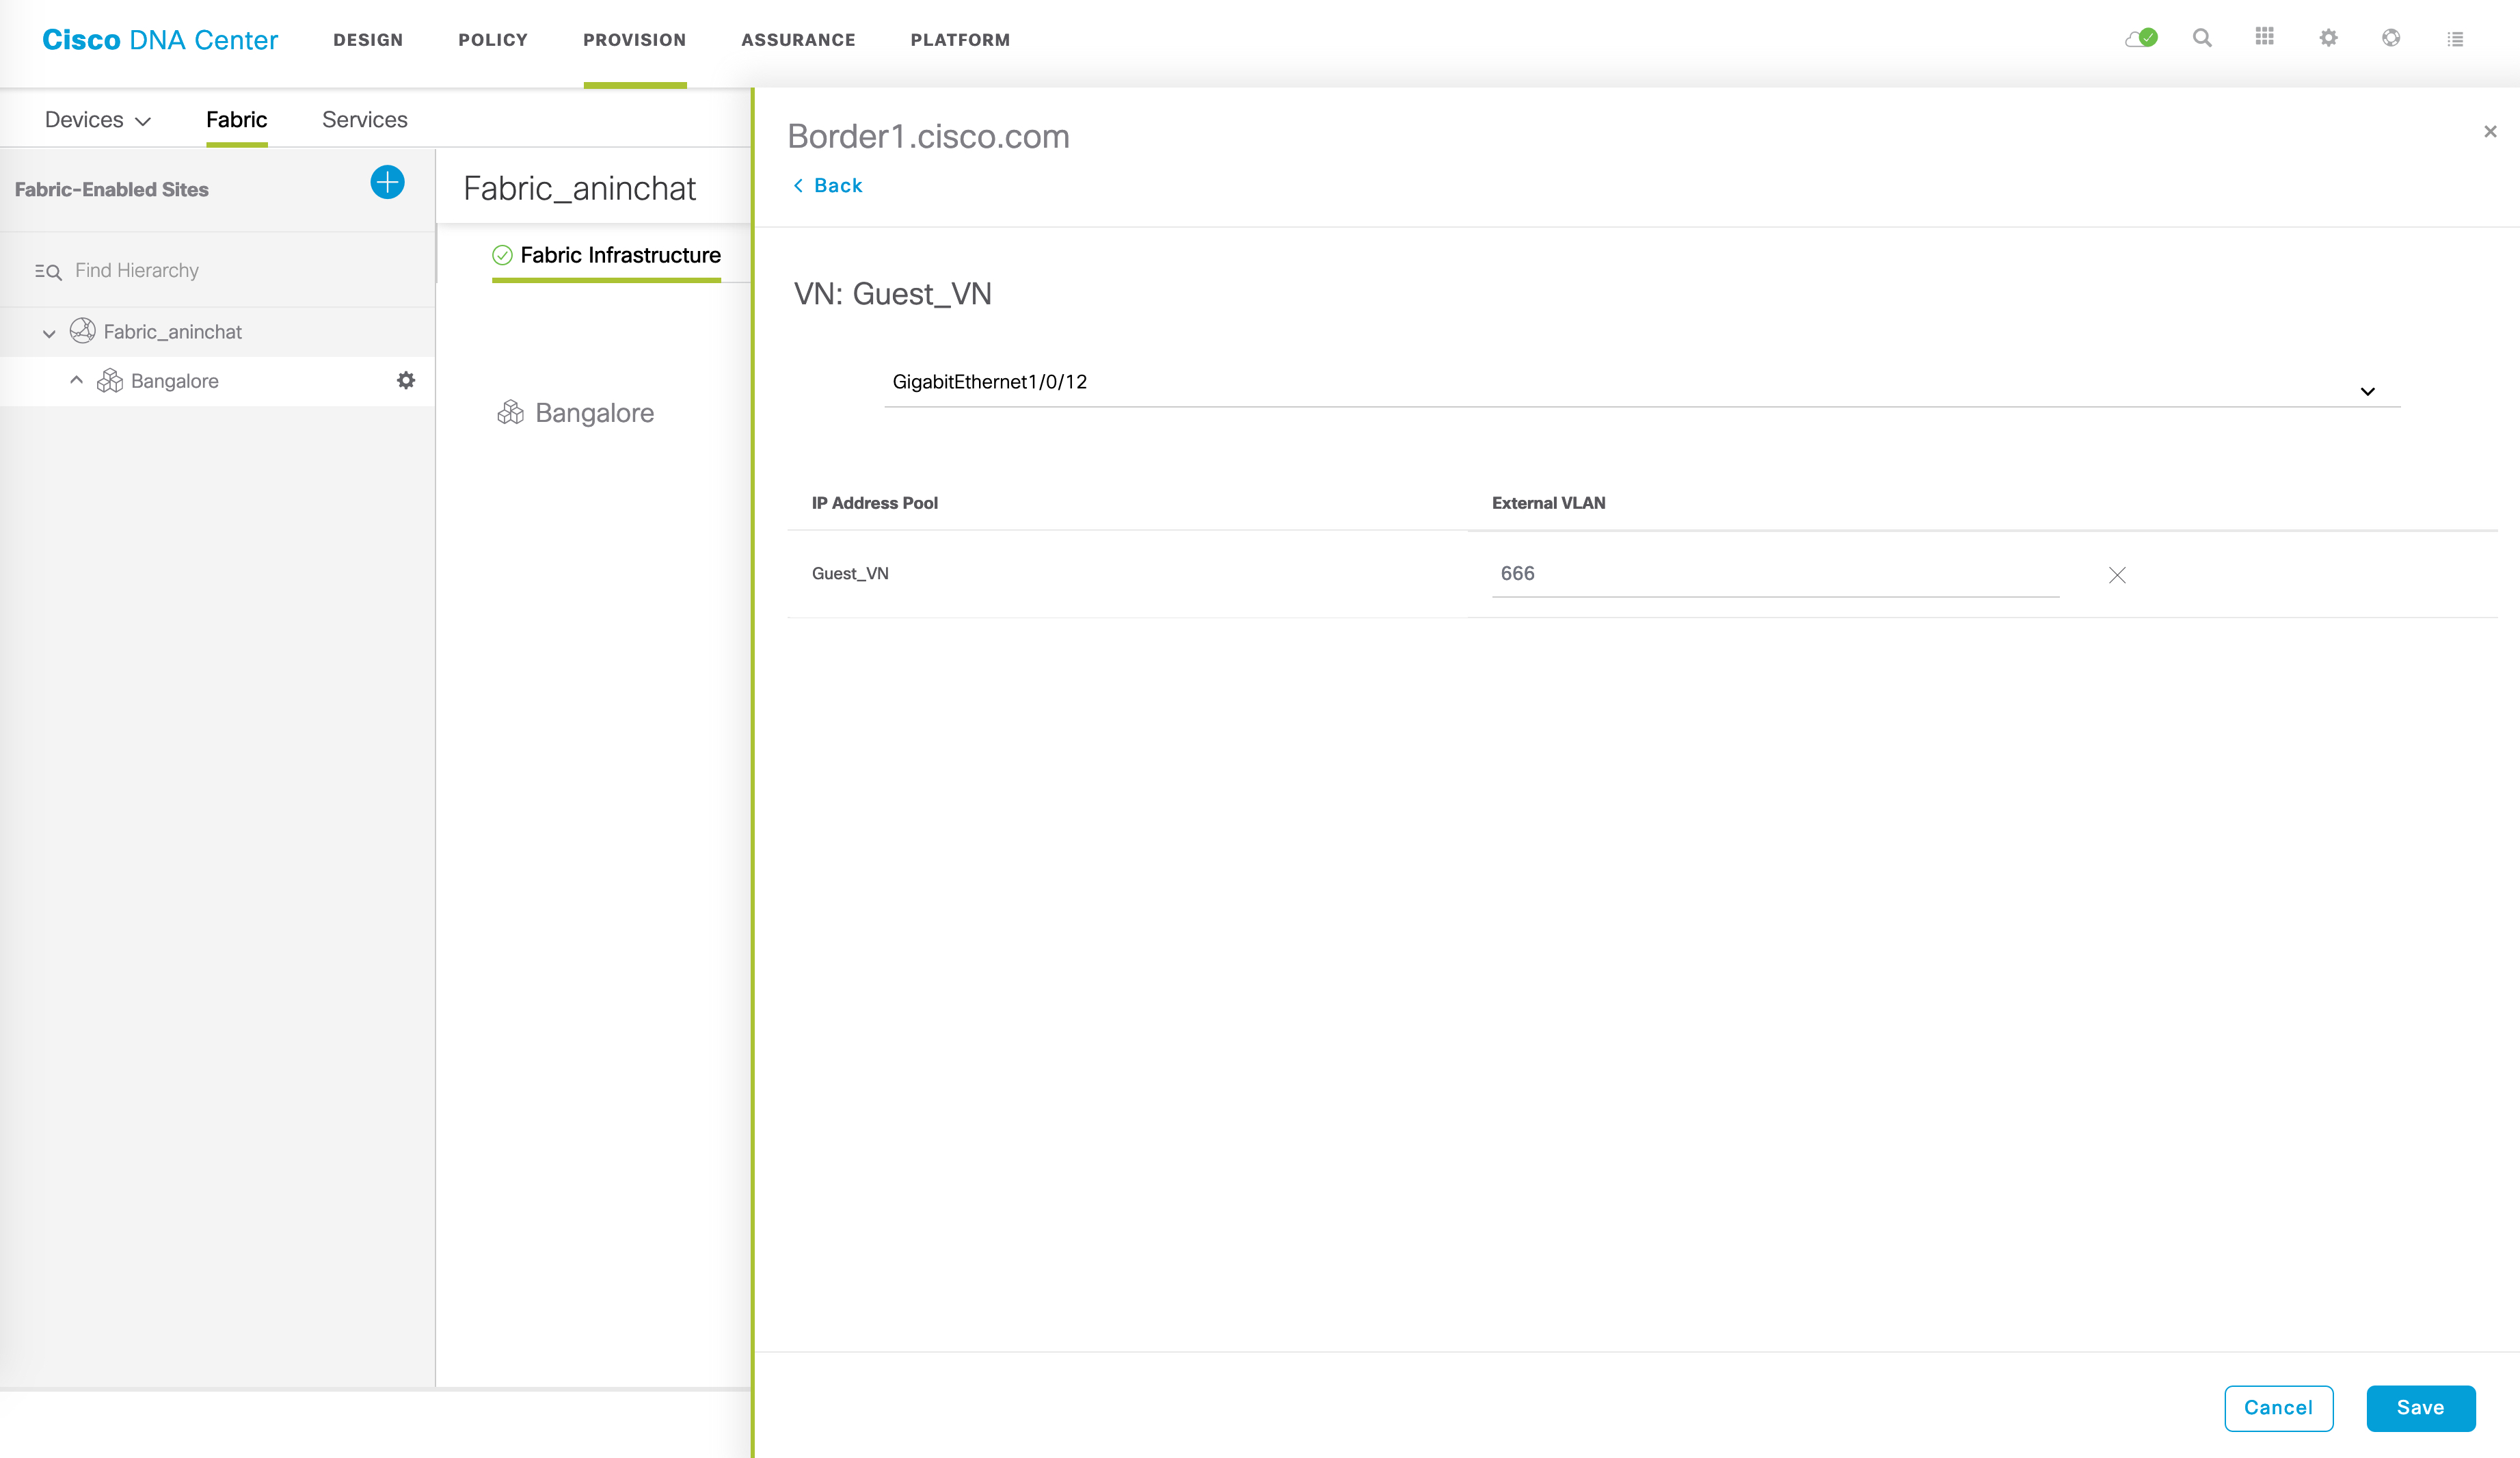 Cisco DNA Center
DESIGN
POLICY
PROVISION
ASSURANCE
PLATFORM
Devices
Fabric
Services
Fabric-Enabled Sites
Find Hierarchy
Fabric_aninchat
Bangalore
Fabric_aninchat
Fabric Infrastructure
Bangalore
Border1.cisco.com
Back
VN: Guest_VN
GigabitEthernet1/0/12
IP Address Pool
External VLAN
Guest_VN
666
Cancel
Save